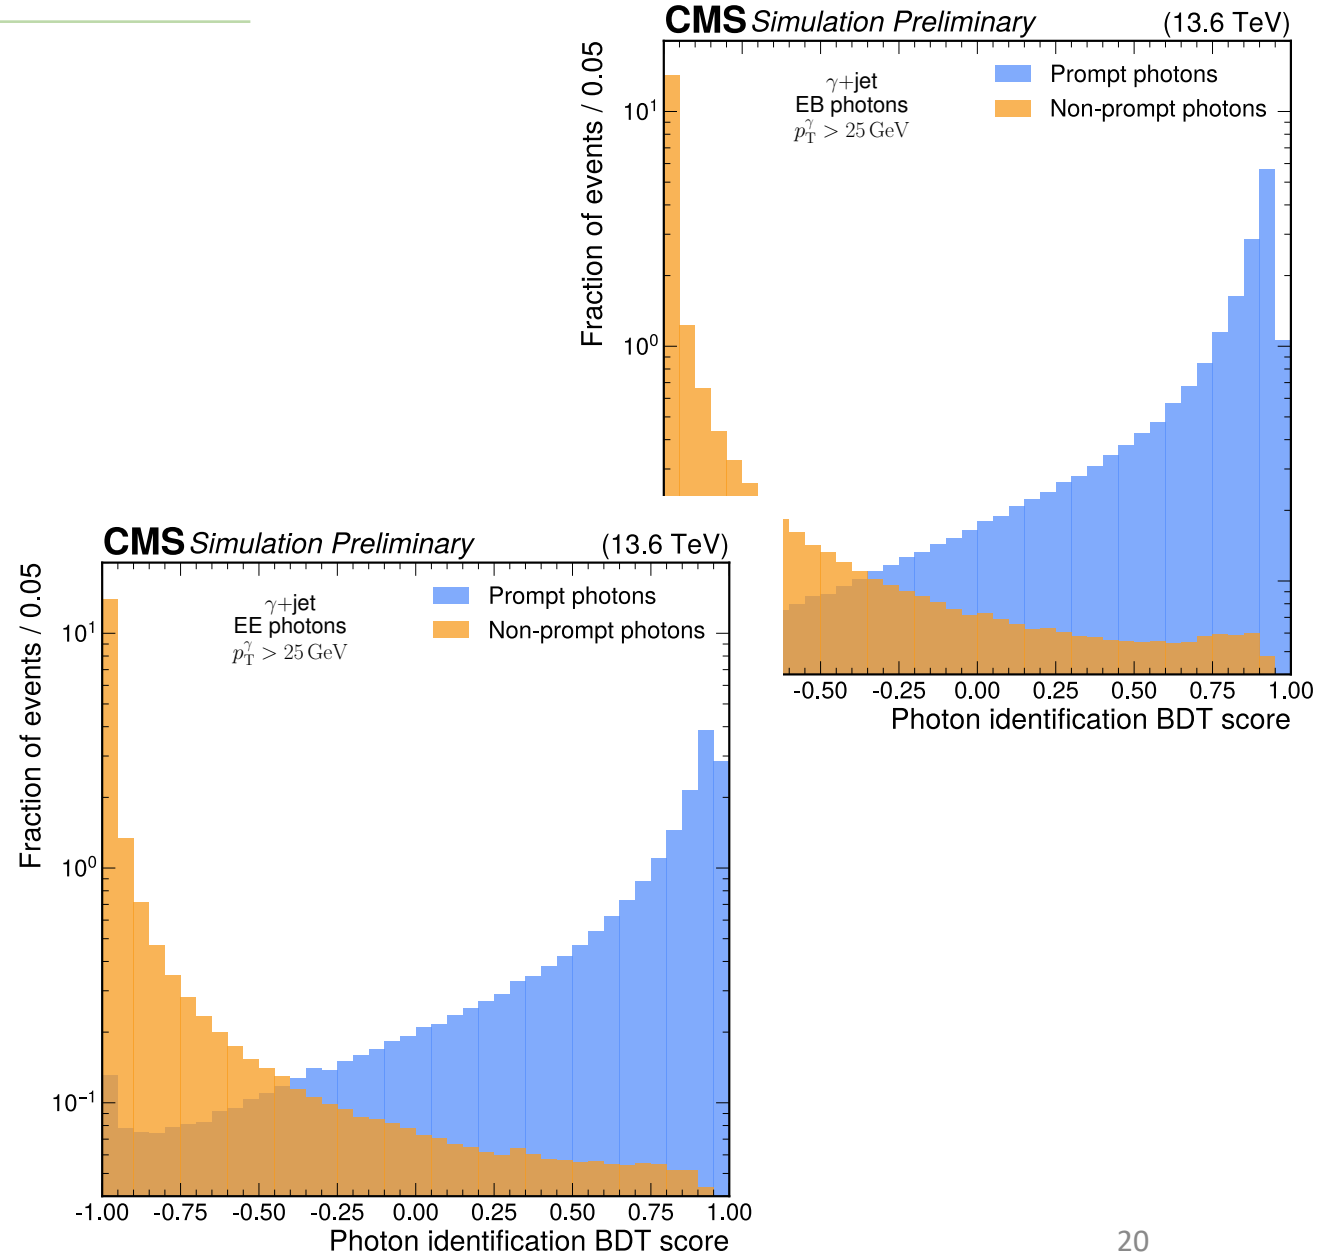 CMS Simulation Preliminary (13.6 TeV)
Fraction of events / 0.05
γ+jet
EB photons
p_T^γ > 25 GeV
Prompt photons
Non-prompt photons
10^1
10^0
-0.50 -0.25 0.00 0.25 0.50 0.75 1.00
Photon identification BDT score
CMS Simulation Preliminary (13.6 TeV)
Fraction of events / 0.05
γ+jet
EE photons
p_T^γ > 25 GeV
Prompt photons
Non-prompt photons
10^1
10^0
10^−1
-1.00 -0.75 -0.50 -0.25 0.00 0.25 0.50 0.75 1.00
Photon identification BDT score
20